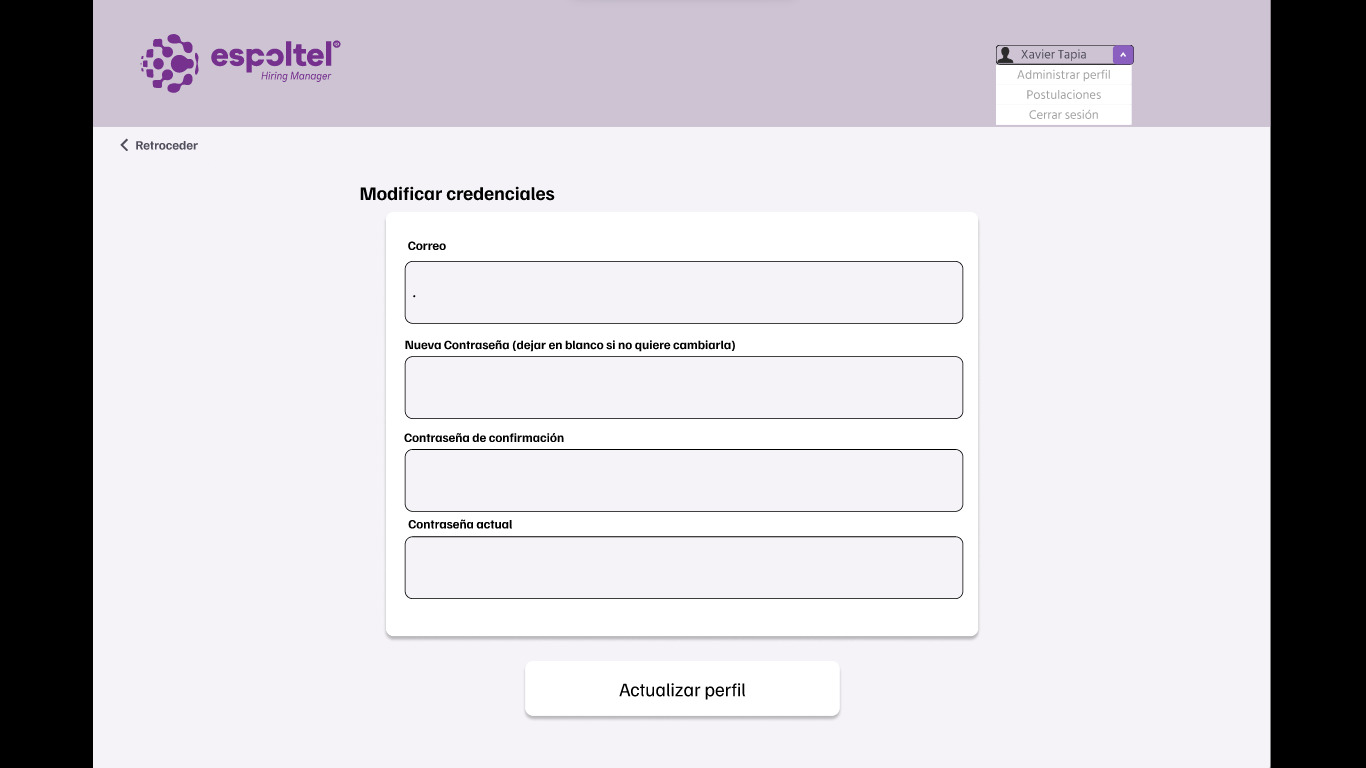 espoltel®
Hiring Manager
Xavier Tapia
Administrar perfil
Postulaciones
Cerrar sesión
Retroceder
Modificar credenciales
Correo
.
Nueva Contraseña (dejar en blanco si no quiere cambiarla)
Contraseña de confirmación
Contraseña actual
Actualizar perfil